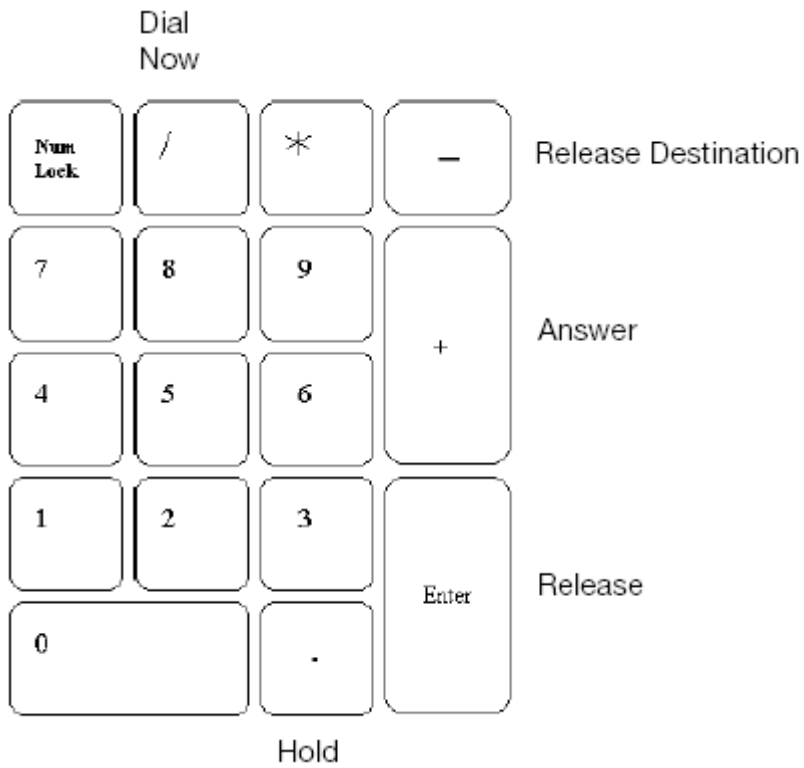 Dial
Now
Num
Lock
/
*
–
Release Destination
7
8
9
+
Answer
4
5
6
1
2
3
Enter
Release
0
.
Hold